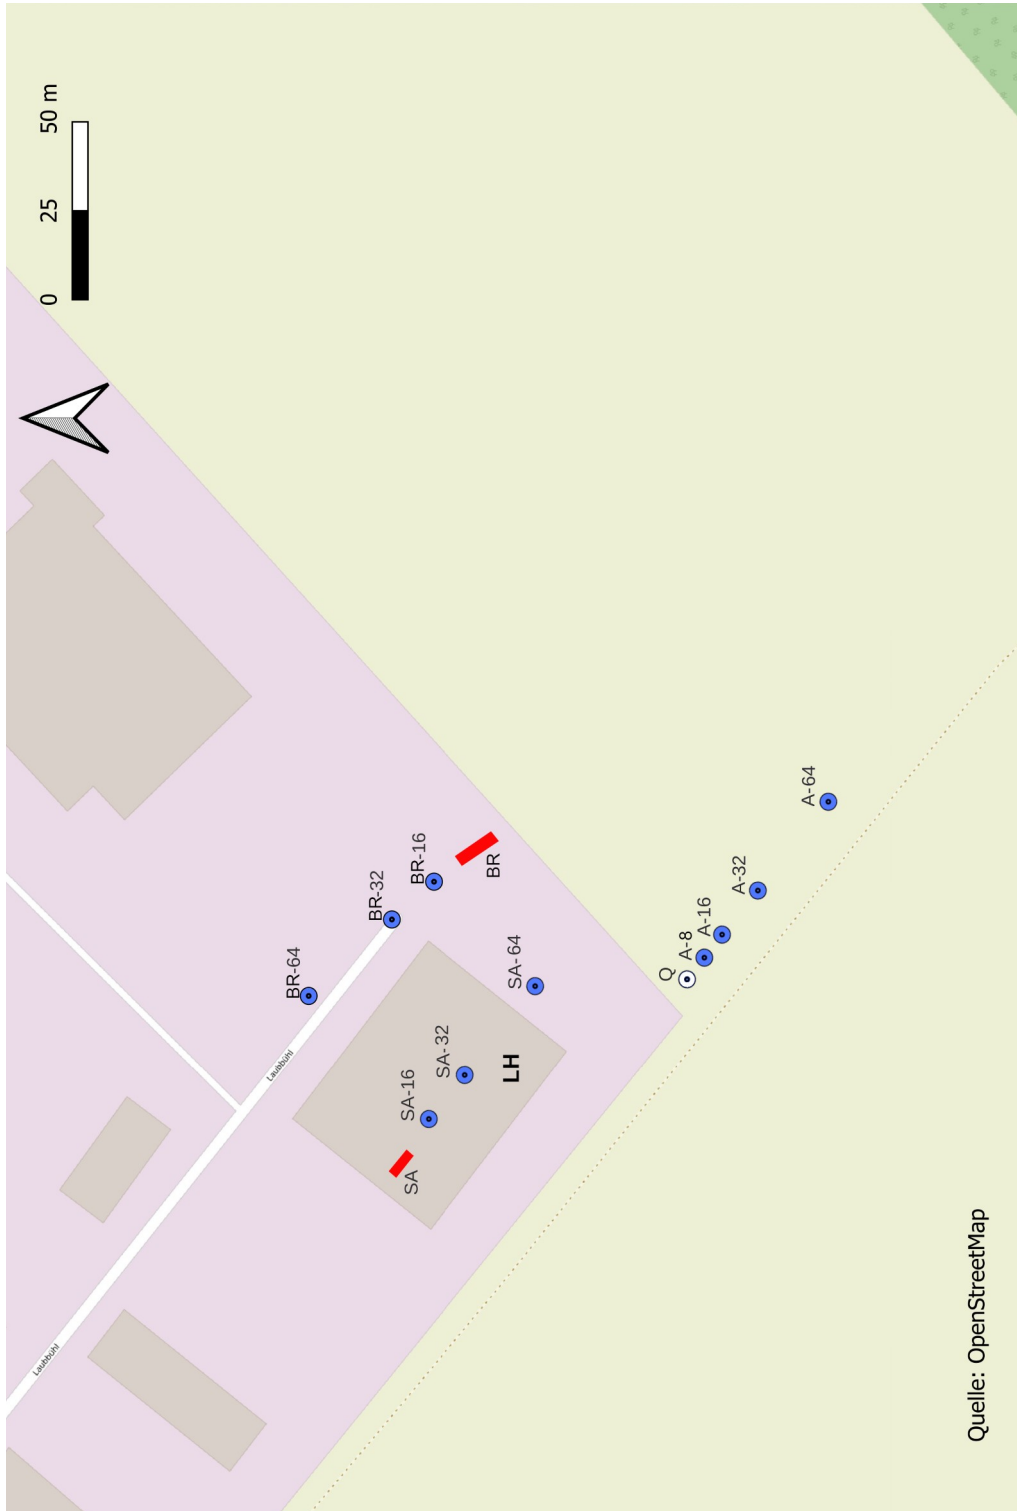 0 25 50 m
Laubbühl
Laubbühl
BR-64
BR-32
BR-16
BR
SA
SA-16
SA-32
SA-64
LH
Q
A-8
A-16
A-32
A-64
Quelle: OpenStreetMap